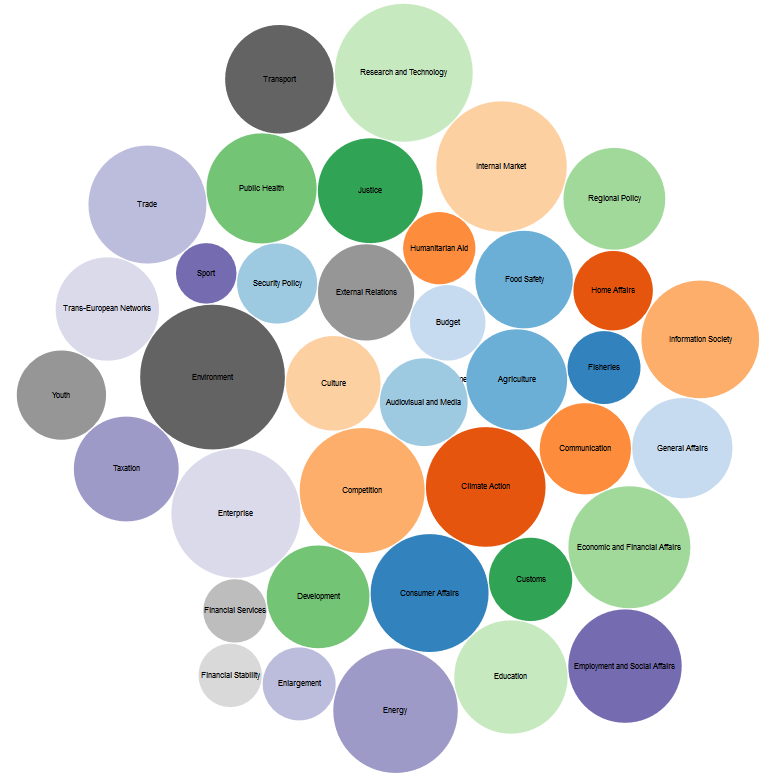 Research and Technology
Transport
Internal Market
Public Health
Justice
Regional Policy
Trade
Humanitarian Aid
Sport
Food Safety
Security Policy
Home Affairs
External Relations
Trans-European Networks
Budget
Information Society
Fisheries
Environment
Agriculture
Culture
Youth
Audiovisual and Media
Communication
General Affairs
Taxation
Climate Action
Competition
Enterprise
Economic and Financial Affairs
Customs
Consumer Affairs
Development
Financial Services
Employment and Social Affairs
Financial Stability
Education
Enlargement
Energy